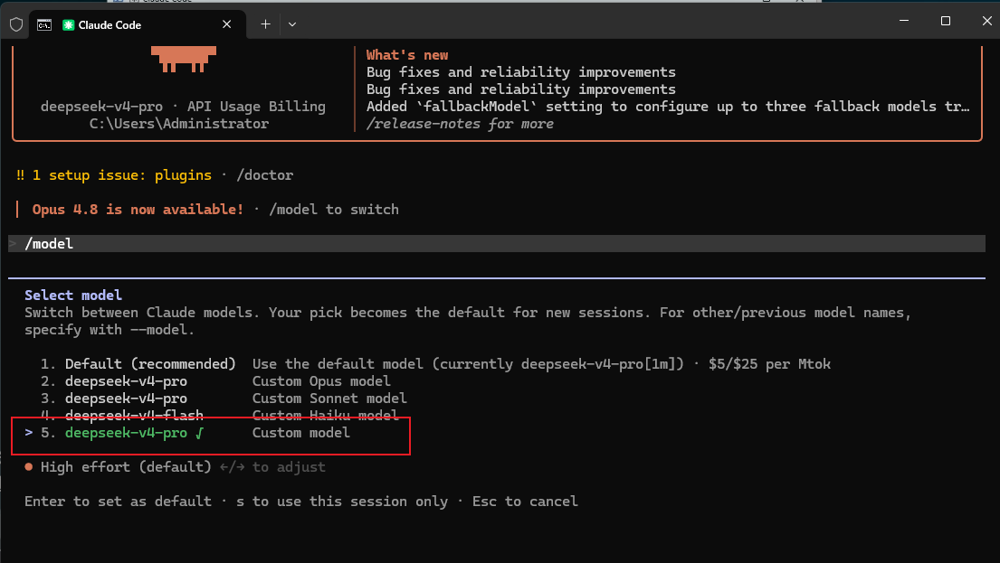 Claude Code
What's new
Bug fixes and reliability improvements
Bug fixes and reliability improvements
deepseek-v4-pro · API Usage Billing
Added `fallbackModel` setting to configure up to three fallback models tr…
C:\Users\Administrator
/release-notes for more
‼ 1 setup issue: plugins · /doctor
Opus 4.8 is now available! · /model to switch
> /model
Select model
Switch between Claude models. Your pick becomes the default for new sessions. For other/previous model names,
specify with --model.
1. Default (recommended) Use the default model (currently deepseek-v4-pro[1m]) · $5/$25 per Mtok
2. deepseek-v4-pro Custom Opus model
3. deepseek-v4-pro Custom Sonnet model
4. deepseek-v4-flash Custom Haiku model
> 5. deepseek-v4-pro √ Custom model
● High effort (default) ←/→ to adjust
Enter to set as default · s to use this session only · Esc to cancel